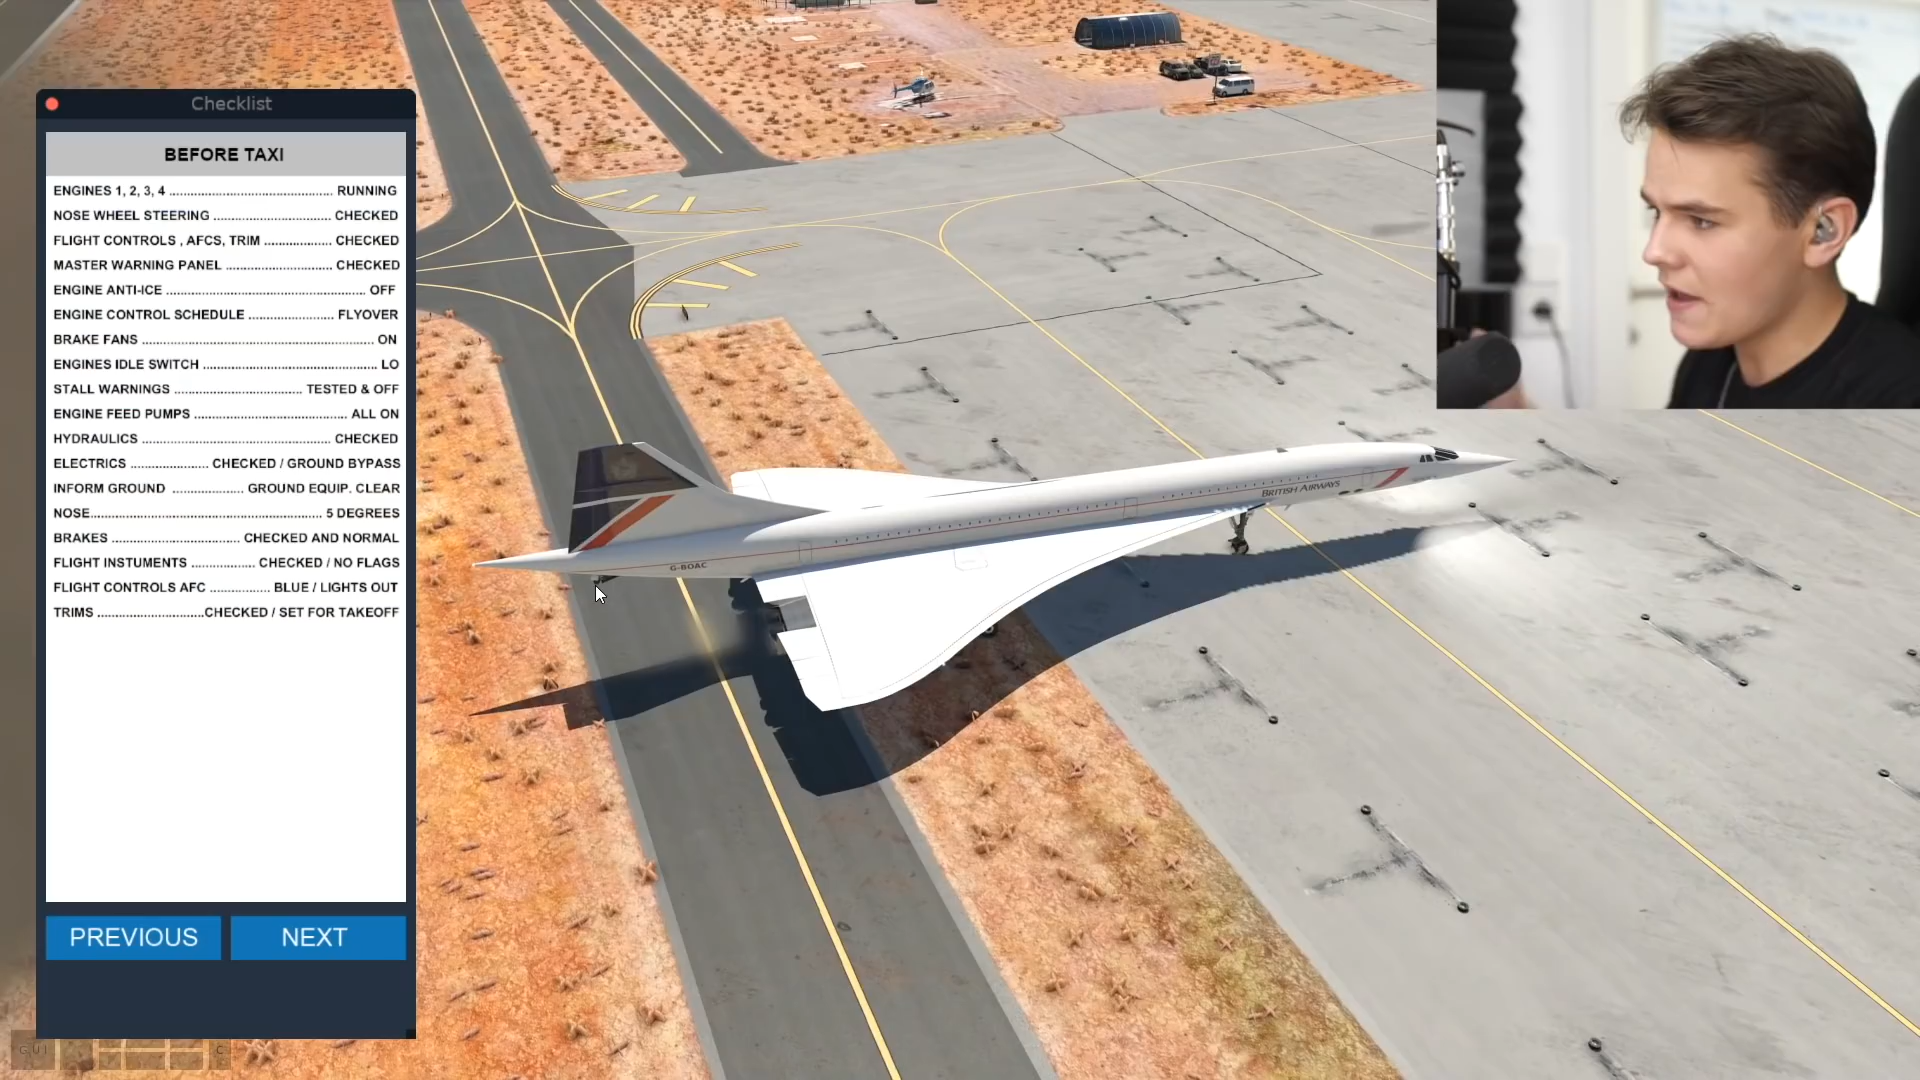 Checklist
BEFORE TAXI
ENGINES 1, 2, 3, 4 ........................................................ RUNNING
NOSE WHEEL STEERING ........................................ CHECKED
FLIGHT CONTROLS , AFCS, TRIM ....................... CHECKED
MASTER WARNING PANEL .................................... CHECKED
ENGINE ANTI-ICE .................................................................... OFF
ENGINE CONTROL SCHEDULE ............................. FLYOVER
BRAKE FANS ............................................................................... ON
ENGINES IDLE SWITCH .......................................................... LO
STALL WARNINGS ........................................... TESTED & OFF
ENGINE FEED PUMPS .................................................... ALL ON
HYDRAULICS ................................................................ CHECKED
ELECTRICS ...................... CHECKED / GROUND BYPASS
INFORM GROUND .................... GROUND EQUIP. CLEAR
NOSE............................................................................ 5 DEGREES
BRAKES .......................................... CHECKED AND NORMAL
FLIGHT INSTUMENTS ..................... CHECKED / NO FLAGS
FLIGHT CONTROLS AFC .................... BLUE / LIGHTS OUT
TRIMS ...................................CHECKED / SET FOR TAKEOFF
PREVIOUS
NEXT
BRITISH AIRWAYS
G-BOAC
GUI
C